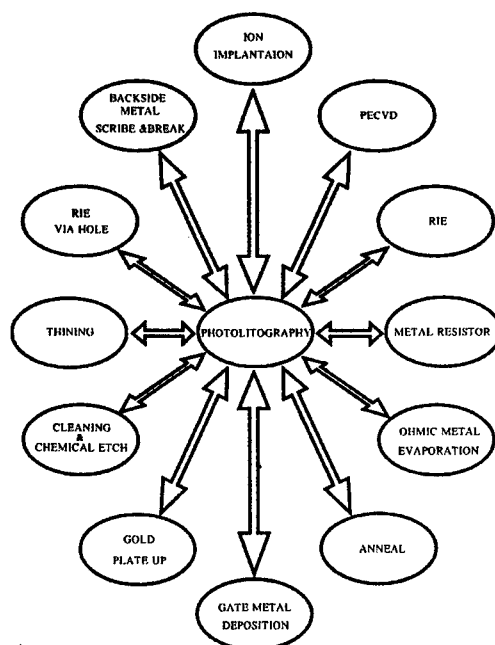 ION
IMPLANTAION
BACKSIDE
METAL
SCRIBE &BREAK
PECVD
RIE
VIA HOLE
RIE
THINING
PHOTOLITOGRAPHY
METAL RESISTOR
CLEANING
&
CHEMICAL ETCH
OHMIC METAL
EVAPORATION
GOLD
PLATE UP
ANNEAL
GATE METAL
DEPOSITION